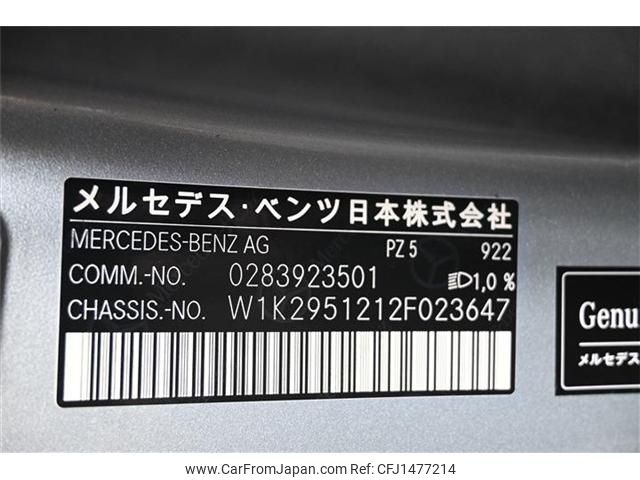 メルセデス・ベンツ日本株式会社
MERCEDES-BENZ AG PZ 5 922
COMM.-NO. 0283923501 1,0 %
CHASSIS.-NO. W1K2951212F023647
Genu
メルセデス
© CarFromJapan.com
www.CarFromJapan.com
CFJ1477214